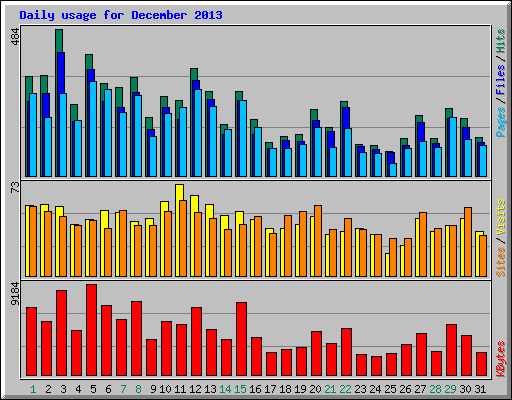 Daily usage for December 2013
484
Pages / Files / Hits
73
Sites / Visits
9184
KBytes
1 2 3 4 5 6 7 8 9 10 11 12 13 14 15 16 17 18 19 20 21 22 23 24 25 26 27 28 29 30 31